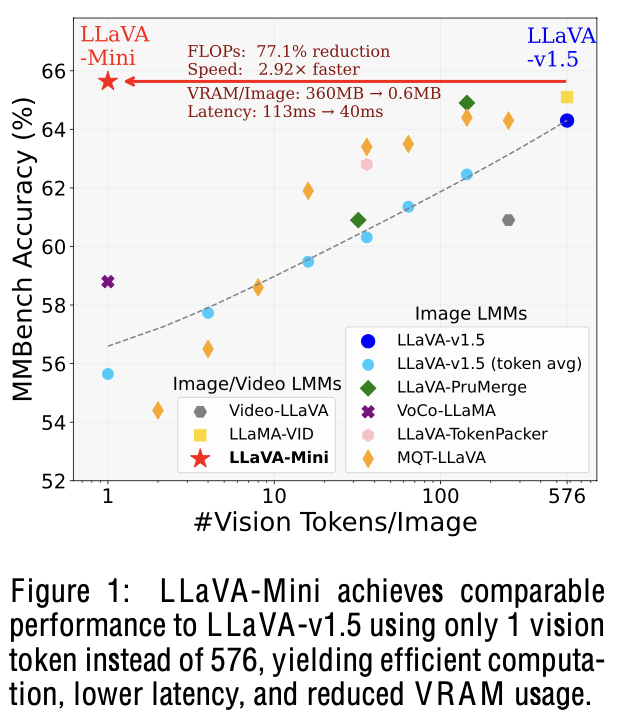 LLaVA
-Mini
LLaVA
-v1.5
FLOPs: 77.1% reduction
Speed: 2.92× faster
VRAM/Image: 360MB → 0.6MB
Latency: 113ms → 40ms
MMBench Accuracy (%)
66
64
62
60
58
56
54
52
Image LMMs
LLaVA-v1.5
LLaVA-v1.5 (token avg)
LLaVA-PruMerge
VoCo-LLaMA
LLaVA-TokenPacker
MQT-LLaVA
Image/Video LMMs
Video-LLaVA
LLaMA-VID
LLaVA-Mini
1 10 100 576
#Vision Tokens/Image
Figure 1: LLaVA-Mini achieves comparable
performance to LLaVA-v1.5 using only 1 vision
token instead of 576, yielding efficient computa-
tion, lower latency, and reduced VRAM usage.